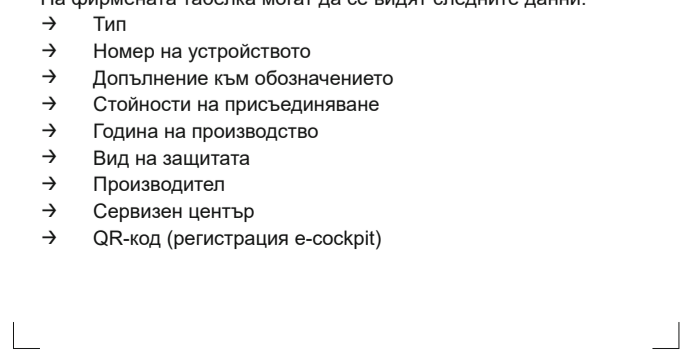 На фирмената табелка могат да се видят следните данни:
→ Тип
→ Номер на устройството
→ Допълнение към обозначението
→ Стойности на присъединяване
→ Година на производство
→ Вид на защитата
→ Производител
→ Сервизен център
→ QR-код (регистрация e-cockpit)